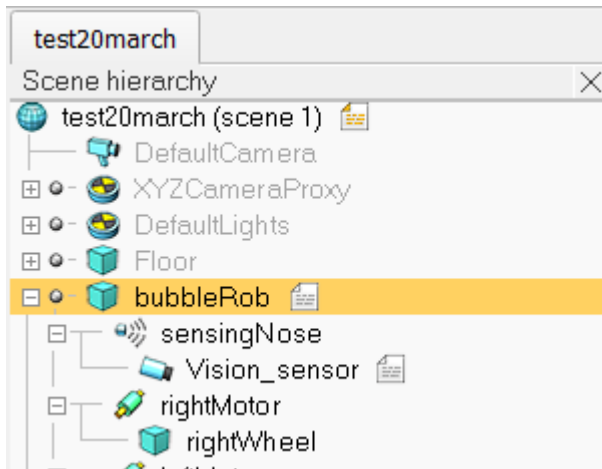 test20march
Scene hierarchy
test20march (scene 1)
DefaultCamera
XYZCameraProxy
DefaultLights
Floor
bubbleRob
sensingNose
Vision_sensor
rightMotor
rightWheel